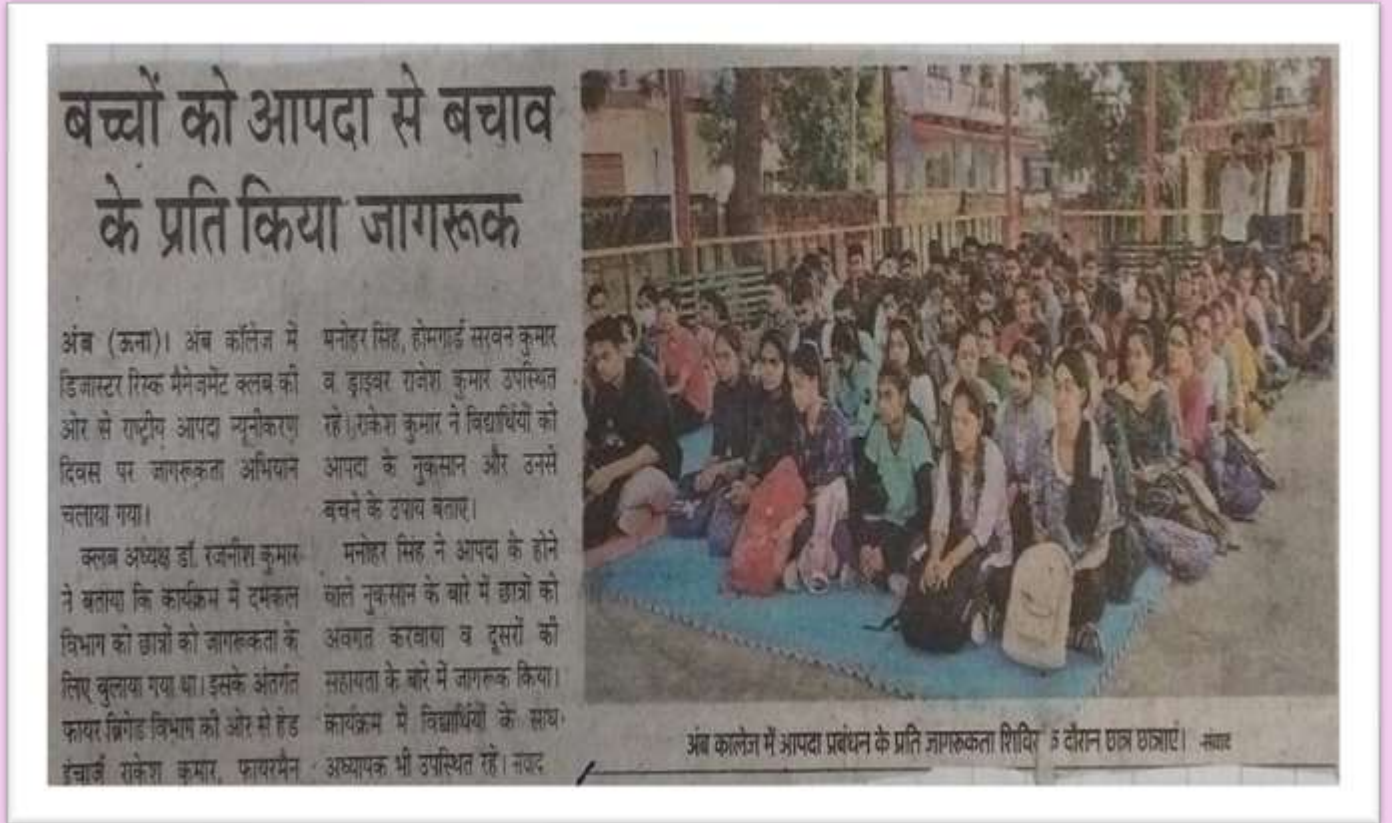 बच्चों को आपदा से बचाव
के प्रति किया जागरूक
अंब (ऊना)। अंब कॉलेज में
डिजास्टर रिस्क मैनेजमेंट क्लब की
ओर से राष्ट्रीय आपदा न्यूनीकरण
दिवस पर जागरूकता अभियान
चलाया गया।
क्लब अध्यक्ष डॉ. रजनीश कुमार
ने बताया कि कार्यक्रम में दमकल
विभाग को छात्रों को जागरूकता के
लिए बुलाया गया था। इसके अंतर्गत
फायर ब्रिगेड विभाग की ओर से हेड
इंचार्ज राकेश कुमार, फायरमैन
मनोहर सिंह, होमगार्ड सरवन कुमार
व ड्राइवर राजेश कुमार उपस्थित
रहे। राकेश कुमार ने विद्यार्थियों को
आपदा के नुकसान और उनसे
बचने के उपाय बताए।
मनोहर सिंह ने आपदा के होने
वाले नुकसान के बारे में छात्रों को
अवगत करवाया व दूसरों की
सहायता के बारे में जागरूक किया।
कार्यक्रम में विद्यार्थियों के साथ
अध्यापक भी उपस्थित रहे। संवाद
अंब कालेज में आपदा प्रबंधन के प्रति जागरुकता शिविर दौरान छात्र छात्राएं। संवाद